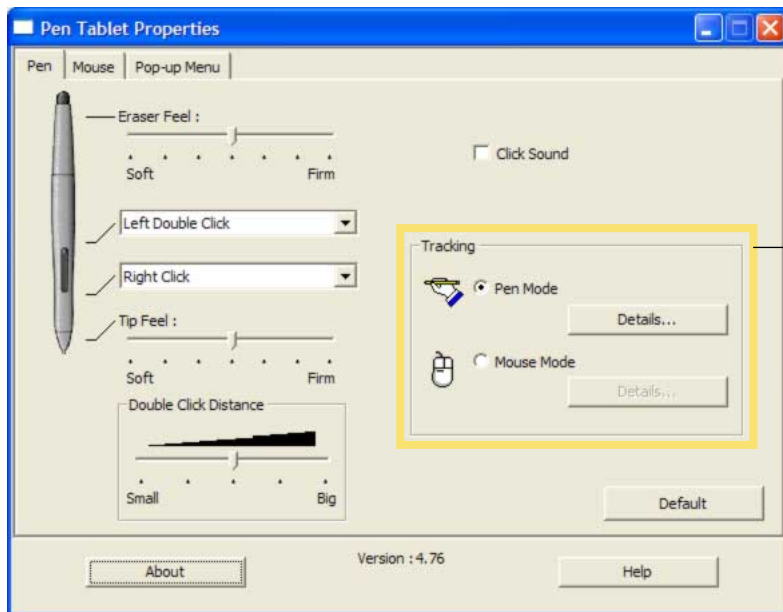 Pen Tablet Properties
Pen Mouse Pop-up Menu
Eraser Feel :
Soft Firm
Click Sound
Left Double Click
Right Click
Tip Feel :
Soft Firm
Double Click Distance
Small Big
Tracking
Pen Mode
Details...
Mouse Mode
Details...
Default
About
Version : 4.76
Help